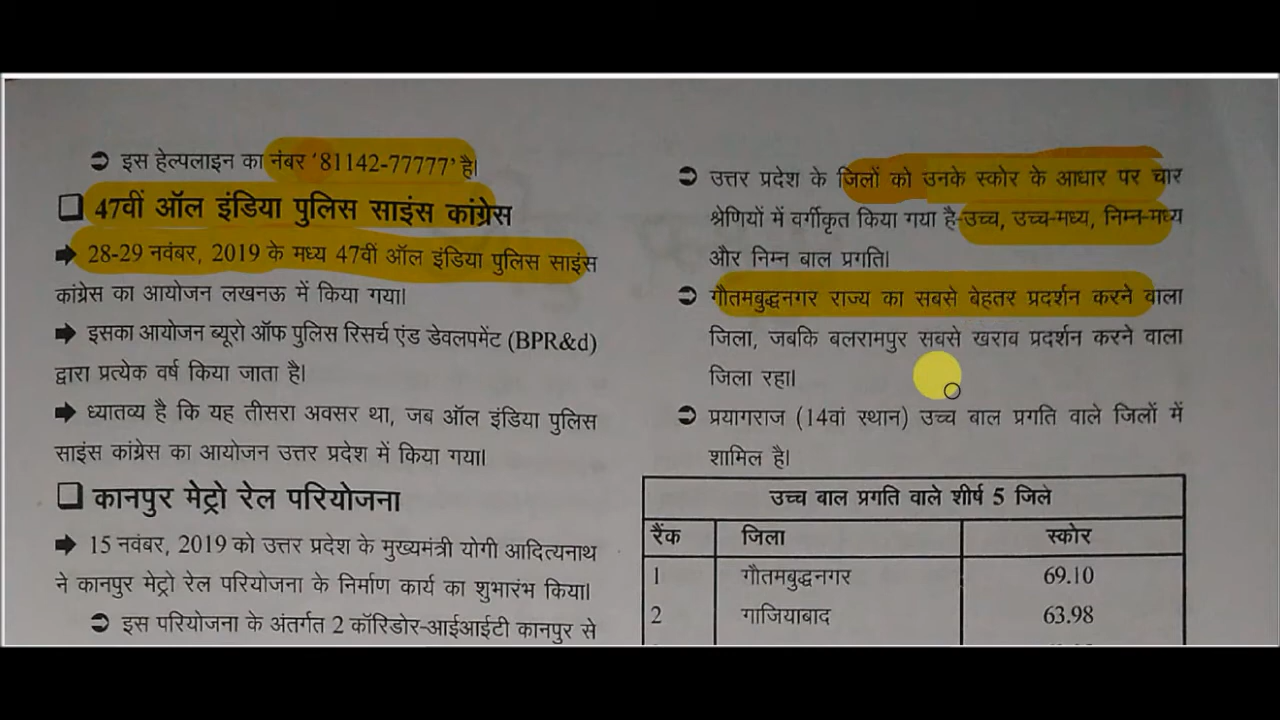 ➲ इस हेल्पलाइन का नंबर ‘81142-77777’ है।
❑ 47वीं ऑल इंडिया पुलिस साइंस कांग्रेस
➡ 28-29 नवंबर, 2019 के मध्य 47वीं ऑल इंडिया पुलिस साइंस
कांग्रेस का आयोजन लखनऊ में किया गया।
➡ इसका आयोजन ब्यूरो ऑफ पुलिस रिसर्च एंड डेवलपमेंट (BPR&d)
द्वारा प्रत्येक वर्ष किया जाता है।
➡ ध्यातव्य है कि यह तीसरा अवसर था, जब ऑल इंडिया पुलिस
साइंस कांग्रेस का आयोजन उत्तर प्रदेश में किया गया।
❑ कानपुर मेट्रो रेल परियोजना
➡ 15 नवंबर, 2019 को उत्तर प्रदेश के मुख्यमंत्री योगी आदित्यनाथ
ने कानपुर मेट्रो रेल परियोजना के निर्माण कार्य का शुभारंभ किया।
➲ इस परियोजना के अंतर्गत 2 कॉरिडोर-आईआईटी कानपुर से
➲ उत्तर प्रदेश के जिलों को उनके स्कोर के आधार पर चार
श्रेणियों में वर्गीकृत किया गया है-उच्च, उच्च-मध्य, निम्न-मध्य
और निम्न बाल प्रगति।
➲ गौतमबुद्धनगर राज्य का सबसे बेहतर प्रदर्शन करने वाला
जिला, जबकि बलरामपुर सबसे खराब प्रदर्शन करने वाला
जिला रहा।
➲ प्रयागराज (14वां स्थान) उच्च बाल प्रगति वाले जिलों में
शामिल है।
उच्च बाल प्रगति वाले शीर्ष 5 जिले
रैंक जिला स्कोर
1 गौतमबुद्धनगर 69.10
2 गाजियाबाद 63.98